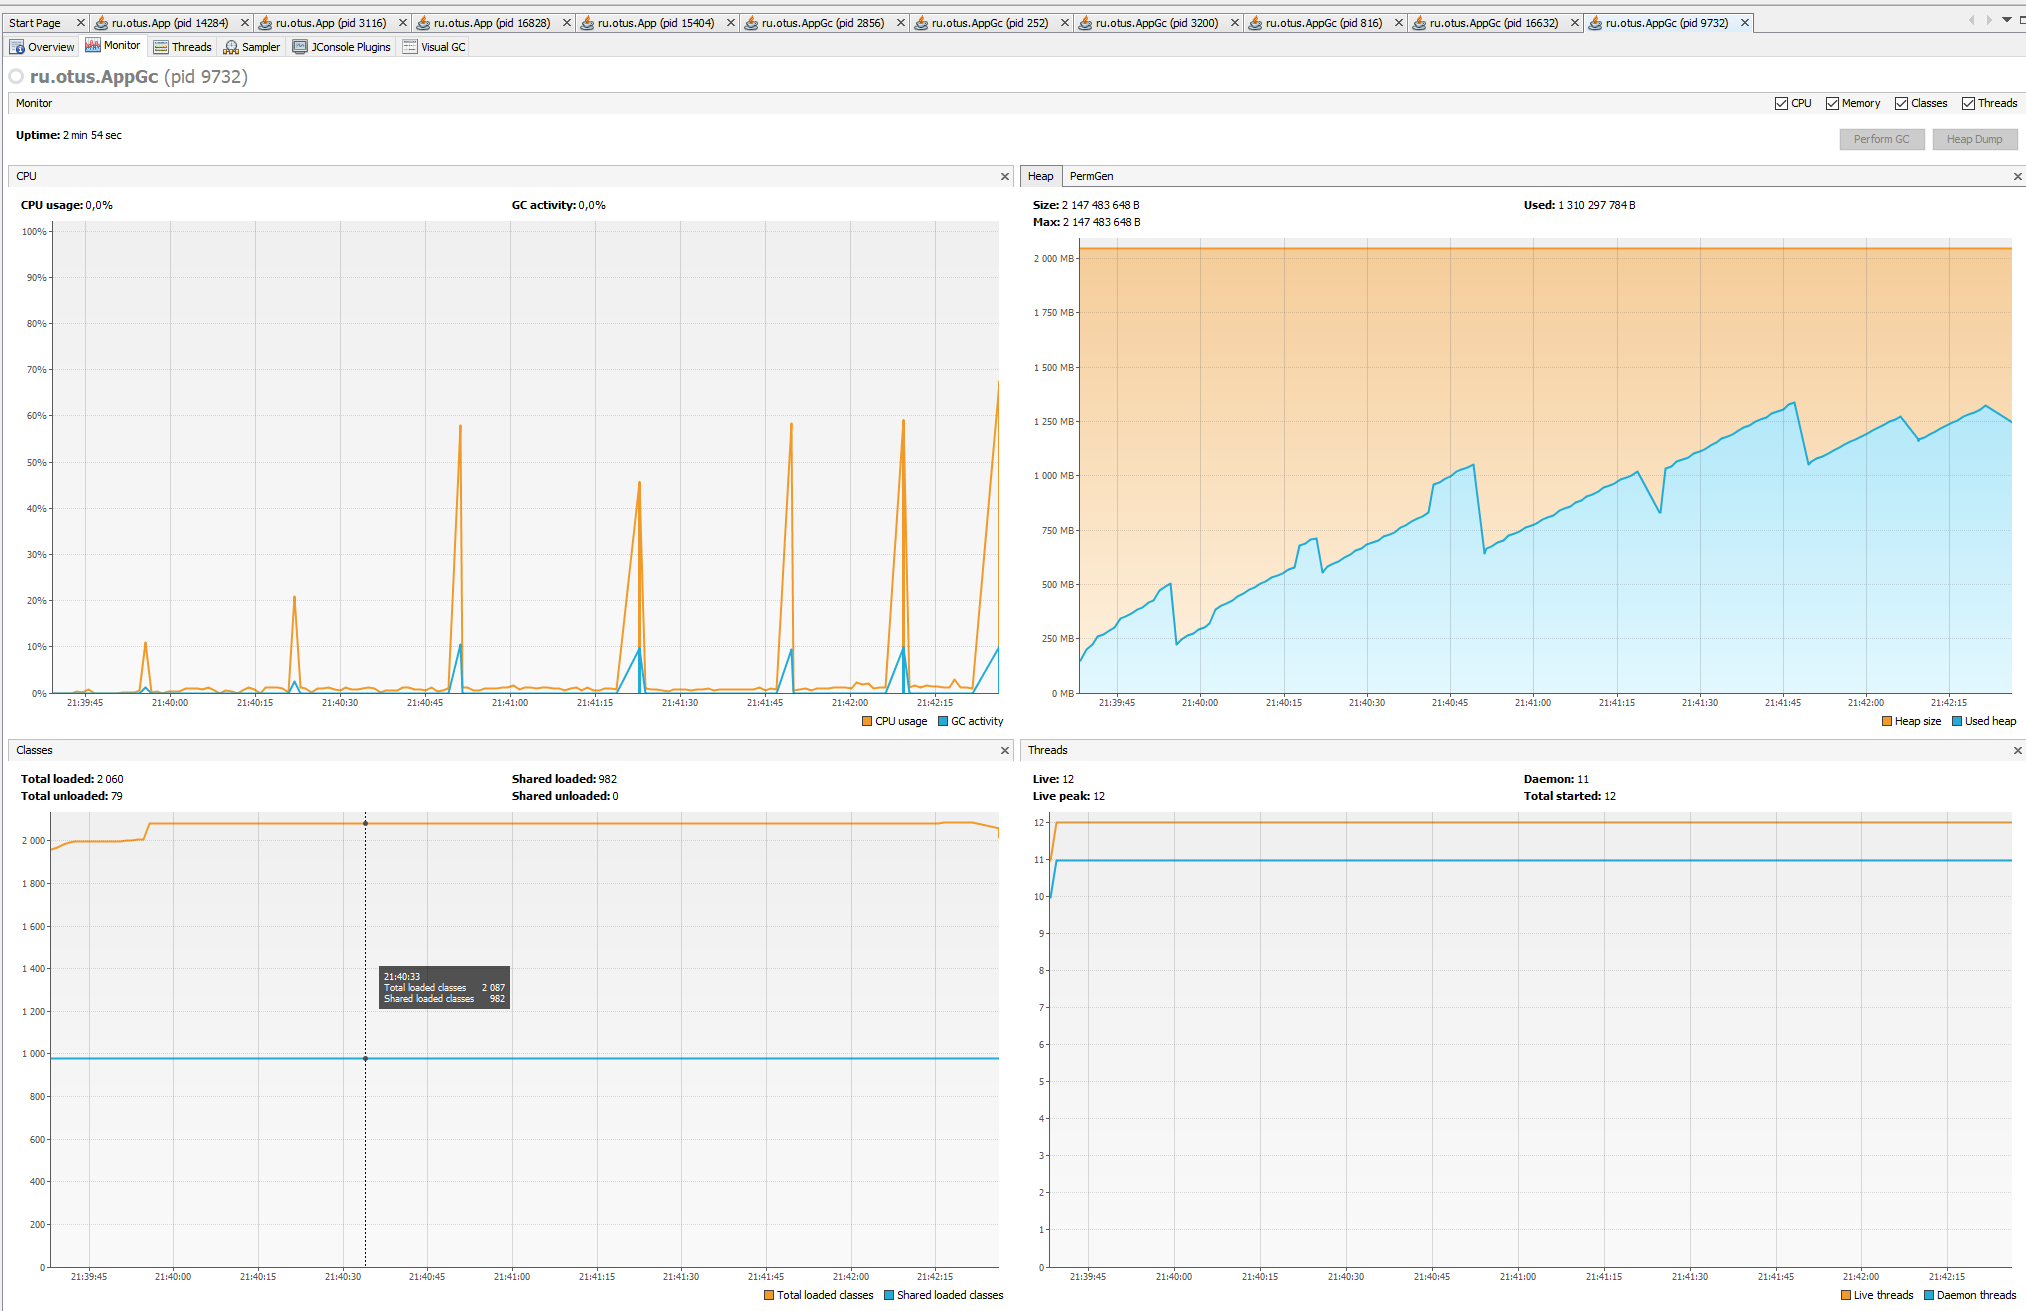 Start Page ru.otus.App (pid 14284) ru.otus.App (pid 3116) ru.otus.App (pid 16828) ru.otus.App (pid 15404) ru.otus.AppGc (pid 2856) ru.otus.AppGc (pid 252) ru.otus.AppGc (pid 3200) ru.otus.AppGc (pid 816) ru.otus.AppGc (pid 16632) ru.otus.AppGc (pid 9732)
Overview Monitor Threads Sampler JConsole Plugins Visual GC
ru.otus.AppGc (pid 9732)
Monitor CPU Memory Classes Threads
Uptime: 2 min 54 sec
Perform GC Heap Dump
CPU
CPU usage: 0,0% GC activity: 0,0%
100%
90%
80%
70%
60%
50%
40%
30%
20%
10%
0%
21:39:45 21:40:00 21:40:15 21:40:30 21:40:45 21:41:00 21:41:15 21:41:30 21:41:45 21:42:00 21:42:15
CPU usage GC activity
Heap PermGen
Size: 2 147 483 648 B Used: 1 310 297 784 B
Max: 2 147 483 648 B
2 000 MB
1 750 MB
1 500 MB
1 250 MB
1 000 MB
750 MB
500 MB
250 MB
0 MB
21:39:45 21:40:00 21:40:15 21:40:30 21:40:45 21:41:00 21:41:15 21:41:30 21:41:45 21:42:00 21:42:15
Heap size Used heap
Classes
Total loaded: 2 060 Shared loaded: 982
Total unloaded: 79 Shared unloaded: 0
2 000
1 800
1 600
1 400
1 200
1 000
800
600
400
200
0
21:40:33
Total loaded classes 2 087
Shared loaded classes 982
21:39:45 21:40:00 21:40:15 21:40:30 21:40:45 21:41:00 21:41:15 21:41:30 21:41:45 21:42:00 21:42:15
Total loaded classes Shared loaded classes
Threads
Live: 12 Daemon: 11
Live peak: 12 Total started: 12
12
11
10
9
8
7
6
5
4
3
2
1
0
21:39:45 21:40:00 21:40:15 21:40:30 21:40:45 21:41:00 21:41:15 21:41:30 21:41:45 21:42:00 21:42:15
Live threads Daemon threads